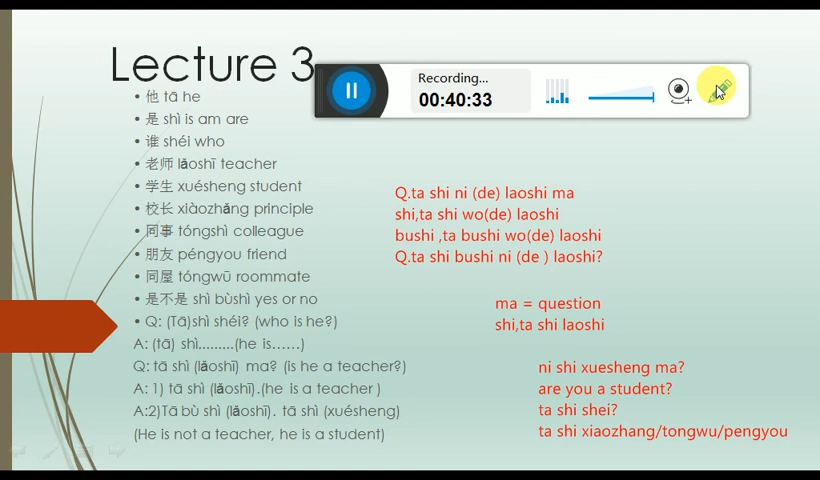 Lecture 3
Recording...
00:40:33
• 他 tā he
• 是 shì is am are
• 谁 shéi who
• 老师 lǎoshī teacher
• 学生 xuésheng student
• 校长 xiàozhǎng principle
• 同事 tóngshì colleague
• 朋友 péngyou friend
• 同屋 tóngwū roommate
• 是不是 shì bùshì yes or no
• Q: (Tā)shì shéi? (who is he?)
A: (tā) shì........(he is......)
Q: tā shì (lǎoshī) ma? (is he a teacher?)
A: 1) tā shì (lǎoshī).(he is a teacher )
A:2)Tā bù shì (lǎoshī). tā shì (xuésheng)
(He is not a teacher, he is a student)
Q.ta shi ni (de) laoshi ma
shi,ta shi wo(de) laoshi
bushi ,ta bushi wo(de) laoshi
Q.ta shi bushi ni (de ) laoshi?
ma = question
shi,ta shi laoshi
ni shi xuesheng ma?
are you a student?
ta shi shei?
ta shi xiaozhang/tongwu/pengyou